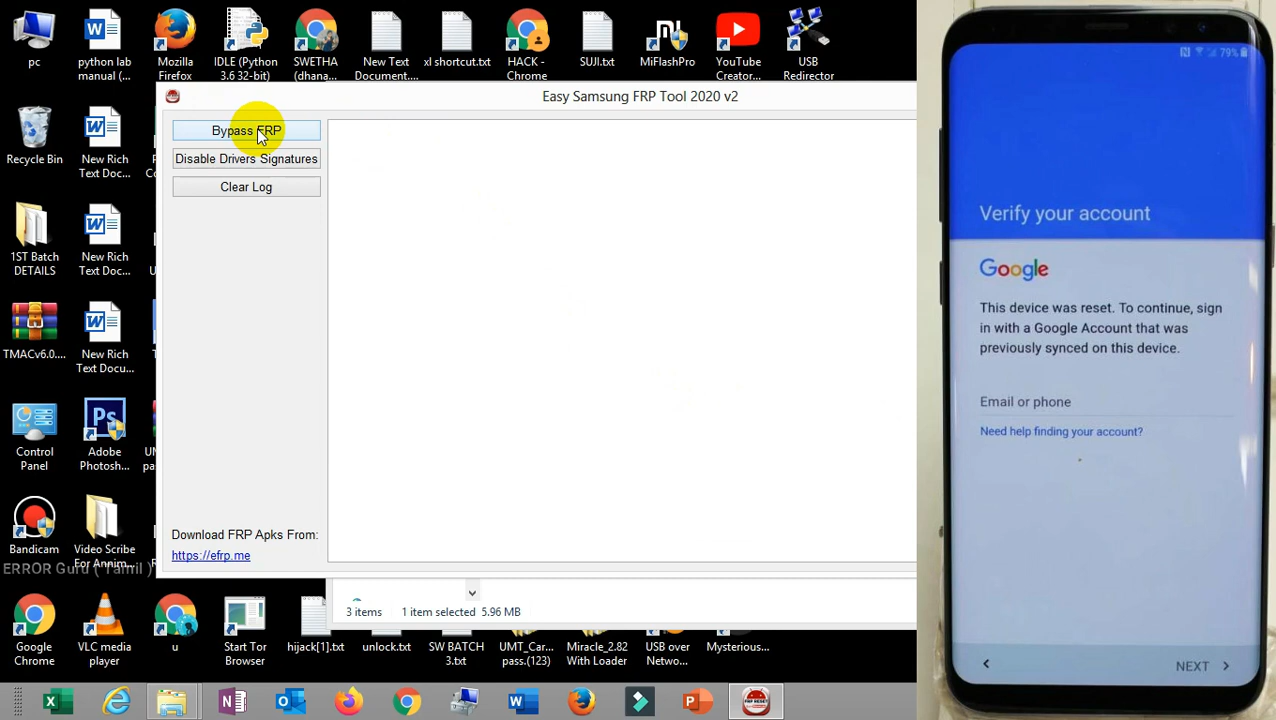 pc
python lab
manual (...
Mozilla
Firefox
IDLE (Python
3.6 32-bit)
SWETHA
(dhana...
New Text
Document....
xl shortcut.txt
HACK -
Chrome
SUJI.txt
MiFlashPro
YouTube
Creator...
USB
Redirector
Easy Samsung FRP Tool 2020 v2
Bypass FRP
Disable Drivers Signatures
Clear Log
Recycle Bin
New Rich
Text Doc...
1ST Batch
DETAILS
New Rich
Text Doc...
TMACv6.0....
New Rich
Text Docu...
Control
Panel
Ps
Adobe
Photosh...
Bandicam
Video Scribe
For Annim...
Download FRP Apks From:
https://efrp.me
ERROR Guru ( Tamil )
3 items 1 item selected 5.96 MB
Google
Chrome
VLC media
player
u
Start Tor
Browser
hijack[1].txt
unlock.txt
SW BATCH
3.txt
UMT_Car...
pass.(123)
Miracle_2.82
With Loader
USB over
Netwo...
Mysterious...
79%
Verify your account
Google
This device was reset. To continue, sign
in with a Google Account that was
previously synced on this device.
Email or phone
Need help finding your account?
NEXT